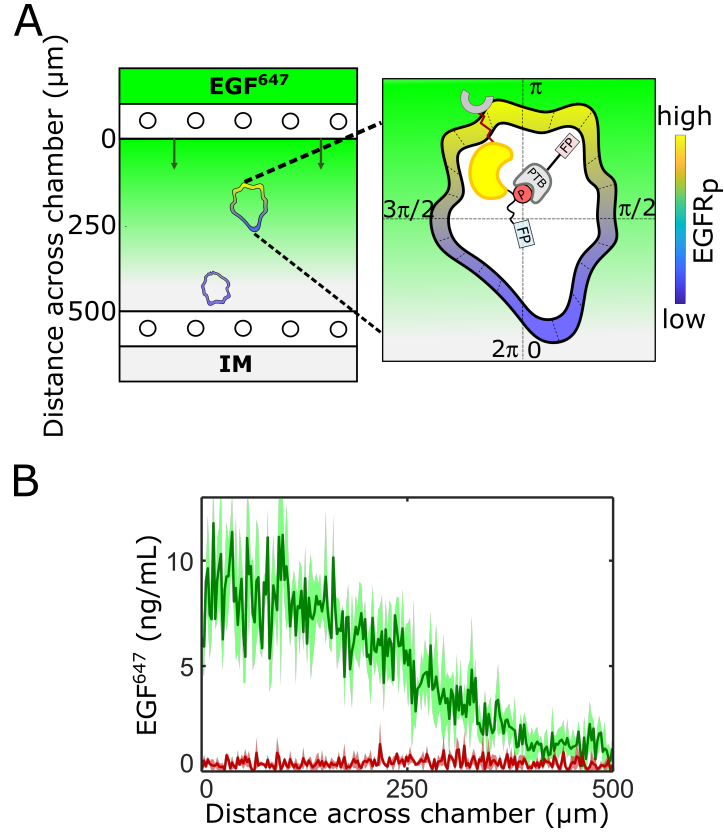 A
Distance across chamber (µm)
EGF⁶⁴⁷
0
250
500
IM
π
3π/2
π/2
2π 0
FP
PTB
P
FP
high
EGFRp
low
B
EGF⁶⁴⁷ (ng/mL)
10
5
0
0 250 500
Distance across chamber (µm)